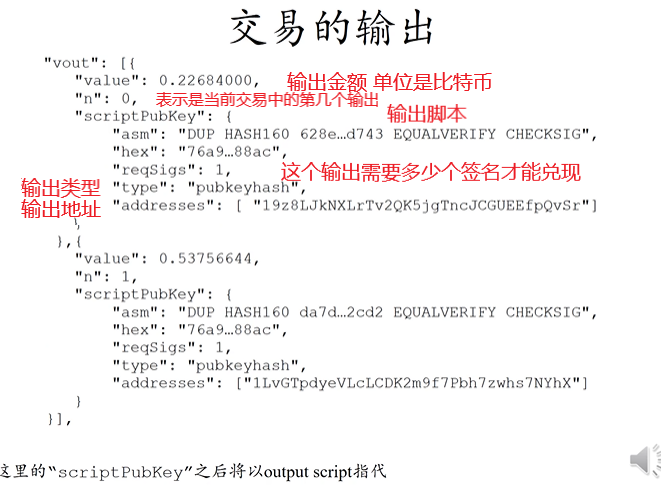 交易的输出
"vout": [{
"value": 0.22684000, 输出金额 单位是比特币
"n": 0, 表示是当前交易中的第几个输出
"scriptPubKey": { 输出脚本
"asm": "DUP HASH160 628e…d743 EQUALVERIFY CHECKSIG",
"hex": "76a9…88ac",
"reqSigs": 1, 这个输出需要多少个签名才能兑现
输出类型 "type": "pubkeyhash",
输出地址 "addresses": [ "19z8LJkNXLrTv2QK5jgTncJCGUEEfpQvSr"]
}
},{
"value": 0.53756644,
"n": 1,
"scriptPubKey": {
"asm": "DUP HASH160 da7d…2cd2 EQUALVERIFY CHECKSIG",
"hex": "76a9…88ac",
"reqSigs": 1,
"type": "pubkeyhash",
"addresses": ["1LvGTpdyeVLcLCDK2m9f7Pbh7zwhs7NYhX"]
}
}],
这里的“scriptPubKey”之后将以output script指代